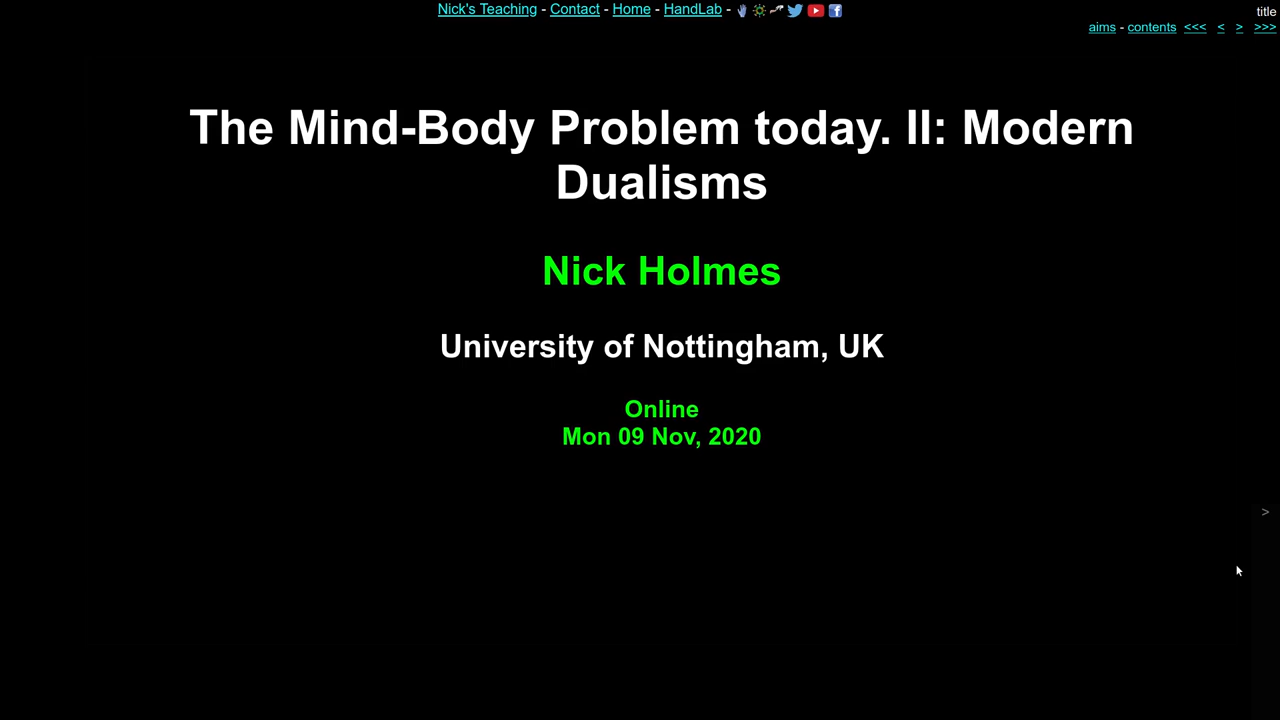 Nick's Teaching - Contact - Home - HandLab -
title
aims - contents <<< < > >>>
The Mind-Body Problem today. II: Modern
Dualisms
Nick Holmes
University of Nottingham, UK
Online
Mon 09 Nov, 2020
>